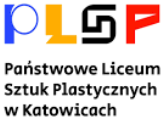 PLSP
Państwowe Liceum
Sztuk Plastycznych
w Katowicach